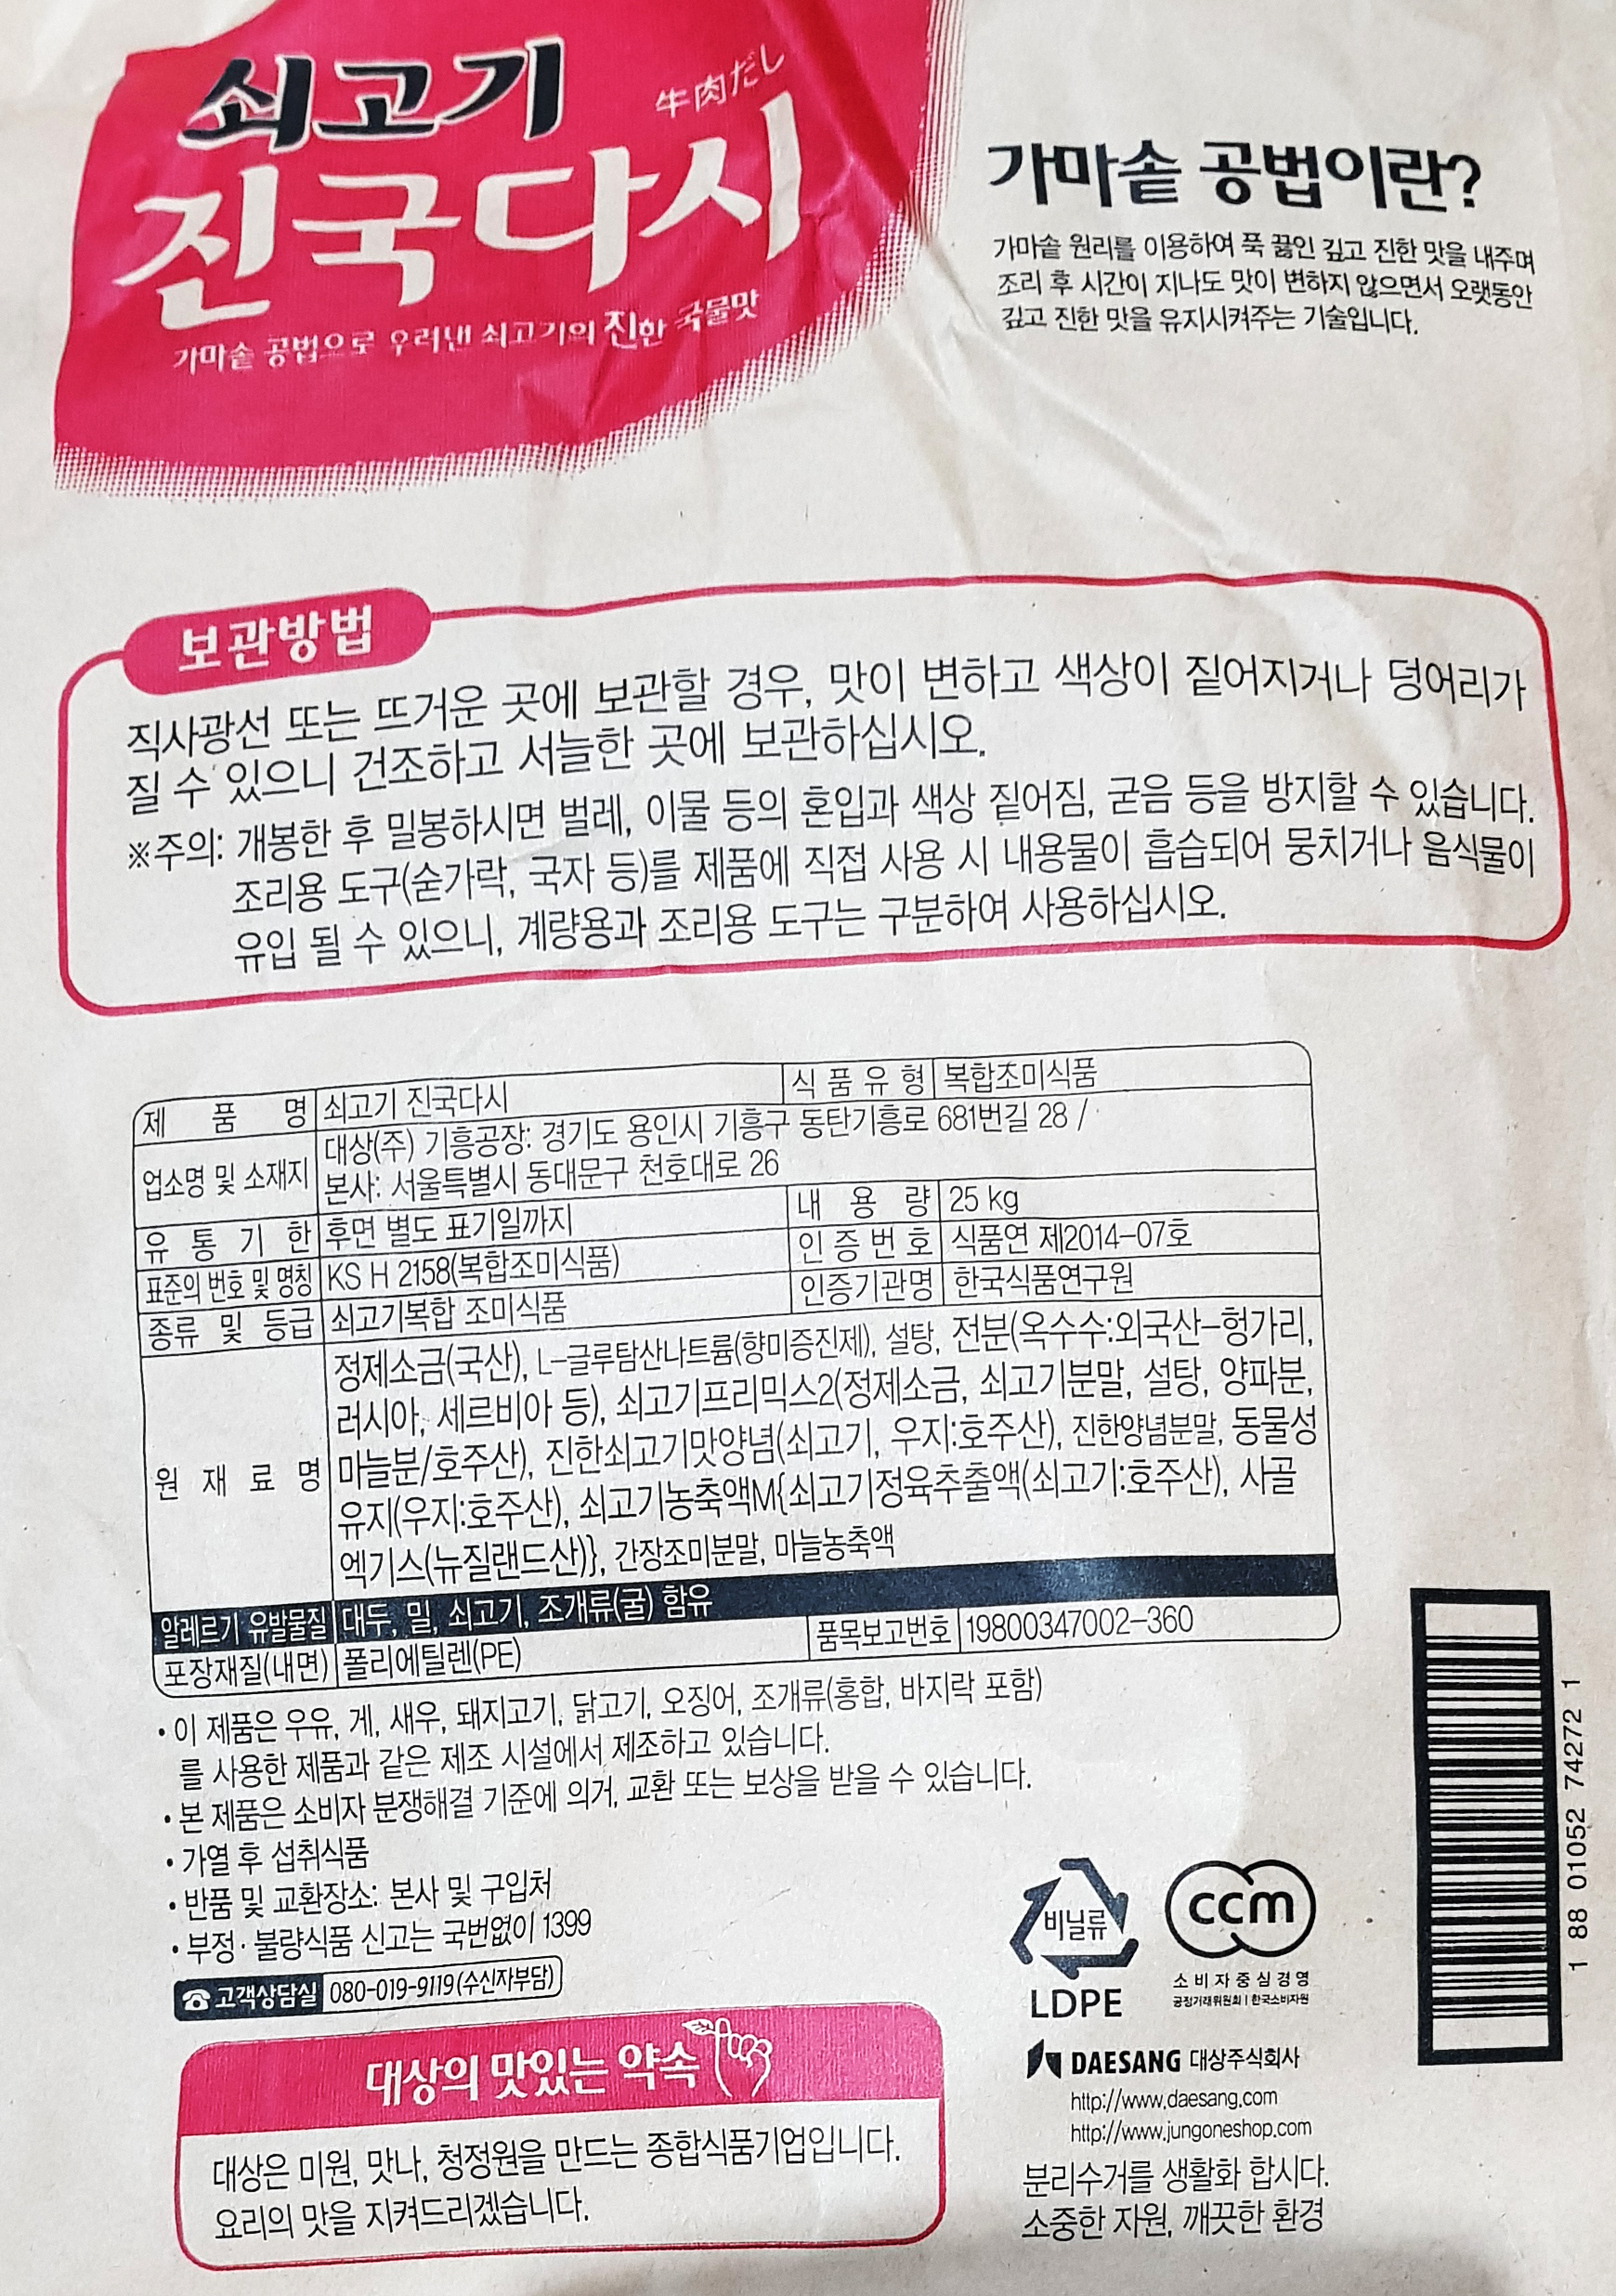 쇠고기
牛肉だし
진국다시
가마솥 공법으로 우려낸 쇠고기의 진한 국물맛
가마솥 공법이란?
가마솥 원리를 이용하여 푹 끓인 깊고 진한 맛을 내주며
조리 후 시간이 지나도 맛이 변하지 않으면서 오랫동안
깊고 진한 맛을 유지시켜주는 기술입니다.
보관방법
직사광선 또는 뜨거운 곳에 보관할 경우, 맛이 변하고 색상이 짙어지거나 덩어리가
질 수 있으니 건조하고 서늘한 곳에 보관하십시오.
※주의: 개봉한 후 밀봉하시면 벌레, 이물 등의 혼입과 색상 짙어짐, 굳음 등을 방지할 수 있습니다.
조리용 도구(숟가락, 국자 등)를 제품에 직접 사용 시 내용물이 흡습되어 뭉치거나 음식물이
유입 될 수 있으니, 계량용과 조리용 도구는 구분하여 사용하십시오.
제 품 명 쇠고기 진국다시 식 품 유 형 복합조미식품
업소명 및 소재지 대상(주) 기흥공장: 경기도 용인시 기흥구 동탄기흥로 681번길 28 /
본사: 서울특별시 동대문구 천호대로 26
유 통 기 한 후면 별도 표기일까지 내 용 량 25 kg
표준의 번호 및 명칭 KS H 2158(복합조미식품) 인 증 번 호 식품연 제2014-07호
종류 및 등급 쇠고기복합 조미식품 인증기관명 한국식품연구원
원 재 료 명 정제소금(국산), L-글루탐산나트륨(향미증진제), 설탕, 전분(옥수수:외국산-헝가리,
러시아, 세르비아 등), 쇠고기프리믹스2(정제소금, 쇠고기분말, 설탕, 양파분,
마늘분/호주산), 진한쇠고기맛양념(쇠고기, 우지:호주산), 진한양념분말, 동물성
유지(우지:호주산), 쇠고기농축액M{쇠고기정육추출액(쇠고기:호주산), 사골
엑기스(뉴질랜드산)}, 간장조미분말, 마늘농축액
알레르기 유발물질 대두, 밀, 쇠고기, 조개류(굴) 함유
포장재질(내면) 폴리에틸렌(PE) 품목보고번호 19800347002-360
• 이 제품은 우유, 게, 새우, 돼지고기, 닭고기, 오징어, 조개류(홍합, 바지락 포함)
를 사용한 제품과 같은 제조 시설에서 제조하고 있습니다.
• 본 제품은 소비자 분쟁해결 기준에 의거, 교환 또는 보상을 받을 수 있습니다.
• 가열 후 섭취식품
• 반품 및 교환장소: 본사 및 구입처
• 부정·불량식품 신고는 국번없이 1399
☎ 고객상담실 080-019-9119(수신자부담)
대상의 맛있는 약속
대상은 미원, 맛나, 청정원을 만드는 종합식품기업입니다.
요리의 맛을 지켜드리겠습니다.
비닐류
LDPE
ccm
소비자중심경영
공정거래위원회 | 한국소비자원
DAESANG 대상주식회사
http://www.daesang.com
http://www.jungoneshop.com
분리수거를 생활화 합시다.
소중한 자원, 깨끗한 환경
1 88 01052 74272 1